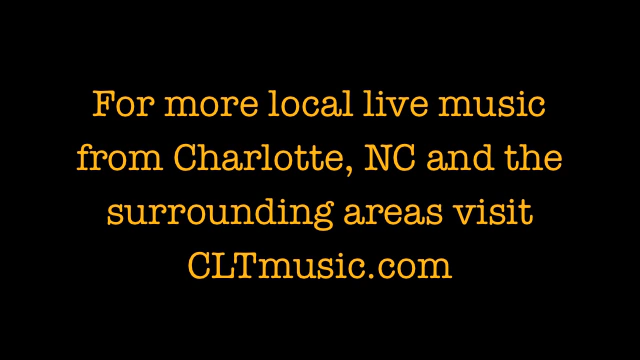 For more local live music
from Charlotte, NC and the
surrounding areas visit
CLTmusic.com